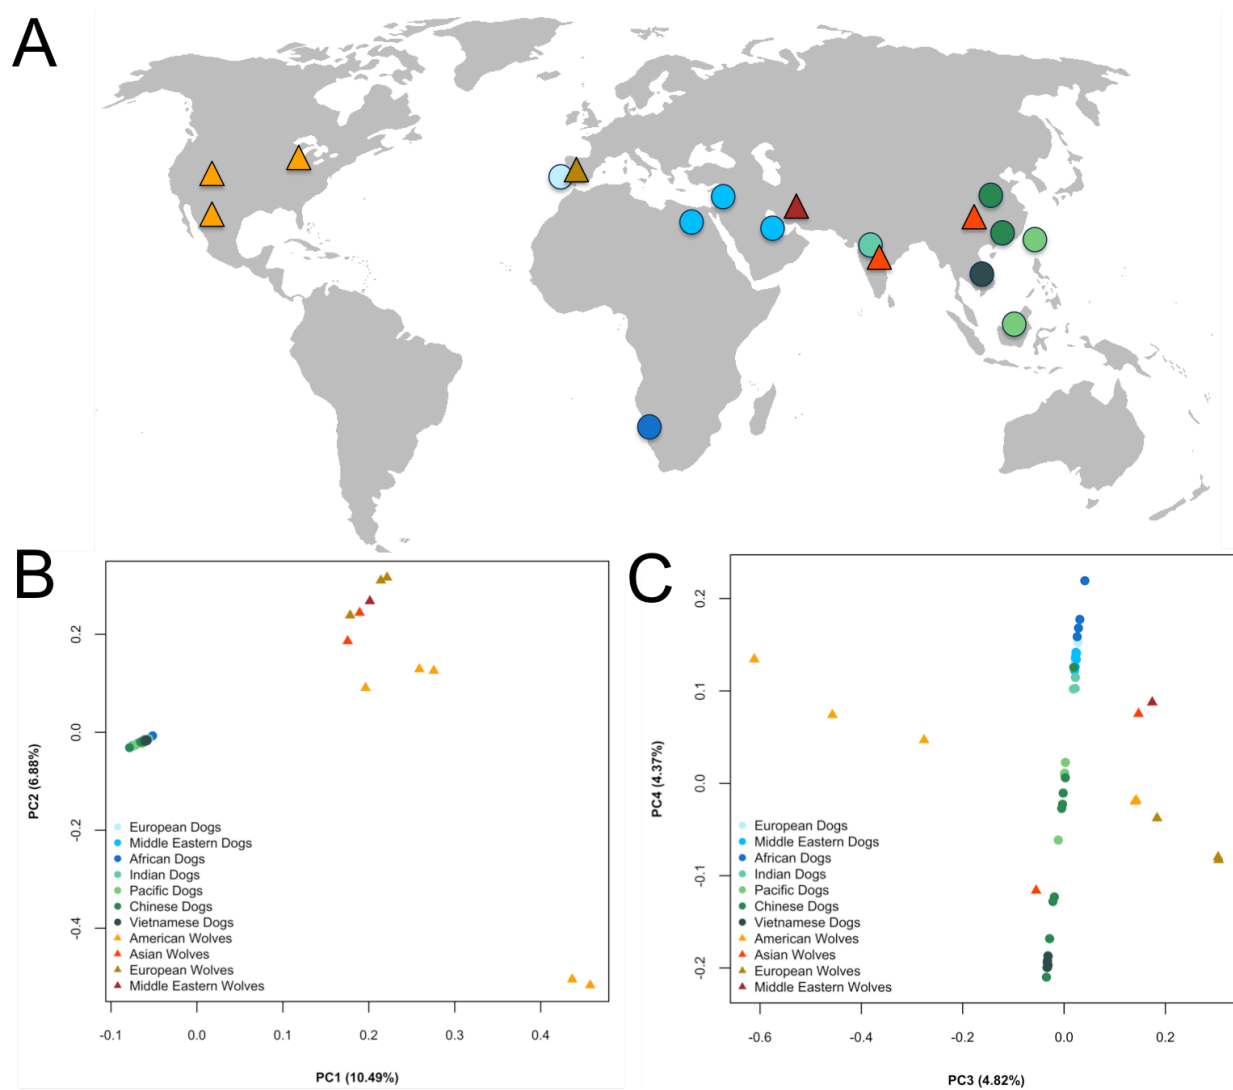 A
B
0.2
0.0
-0.2
-0.4
PC2 (6.88%)
European Dogs
Middle Eastern Dogs
African Dogs
Indian Dogs
Pacific Dogs
Chinese Dogs
Vietnamese Dogs
American Wolves
Asian Wolves
European Wolves
Middle Eastern Wolves
-0.1
0.0
0.1
0.2
0.3
0.4
PC1 (10.49%)
C
0.2
0.1
0.0
-0.1
-0.2
PC4 (4.37%)
European Dogs
Middle Eastern Dogs
African Dogs
Indian Dogs
Pacific Dogs
Chinese Dogs
Vietnamese Dogs
American Wolves
Asian Wolves
European Wolves
Middle Eastern Wolves
-0.6
-0.4
-0.2
0.0
0.2
PC3 (4.82%)